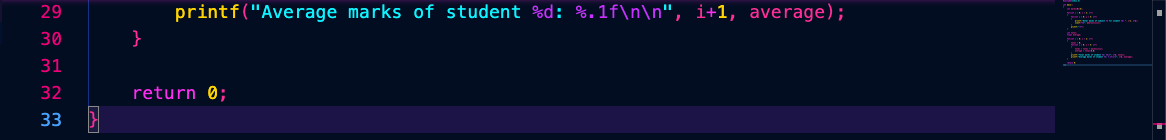 29 printf("Average marks of student %d: %.1f\n\n", i+1, average);
30 }
31
32 return 0;
33 }